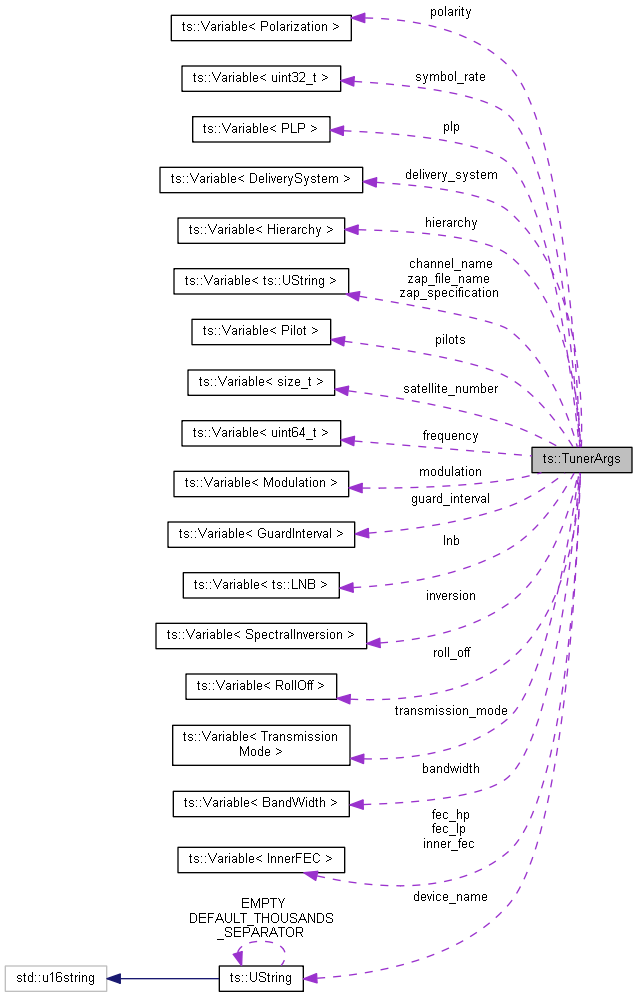 polarity
ts::Variable< Polarization >
symbol_rate
ts::Variable< uint32_t >
plp
ts::Variable< PLP >
delivery_system
ts::Variable< DeliverySystem >
hierarchy
ts::Variable< Hierarchy >
channel_name
zap_file_name
zap_specification
ts::Variable< ts::UString >
pilots
ts::Variable< Pilot >
satellite_number
ts::Variable< size_t >
frequency
ts::Variable< uint64_t >
ts::TunerArgs
modulation
ts::Variable< Modulation >
guard_interval
ts::Variable< GuardInterval >
lnb
ts::Variable< ts::LNB >
inversion
ts::Variable< SpectralInversion >
roll_off
ts::Variable< RollOff >
transmission_mode
ts::Variable< Transmission
Mode >
bandwidth
ts::Variable< BandWidth >
fec_hp
fec_lp
inner_fec
ts::Variable< InnerFEC >
device_name
EMPTY
DEFAULT_THOUSANDS
_SEPARATOR
std::u16string
ts::UString